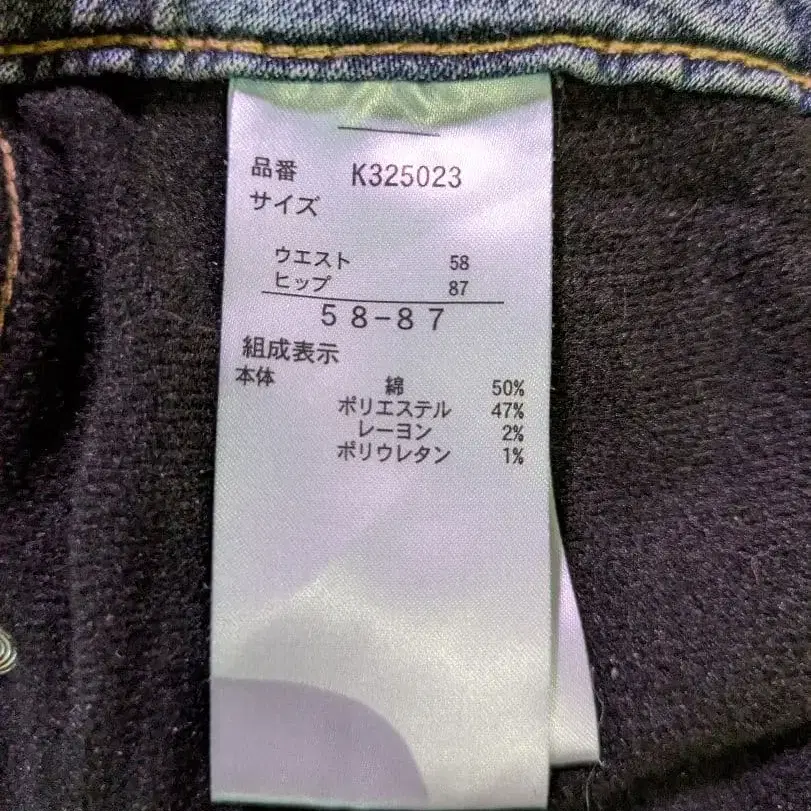 品番 K325023
サイズ
ウエスト 58
ヒップ 87
58-87
組成表示
本体 綿 50%
ポリエステル 47%
レーヨン 2%
ポリウレタン 1%